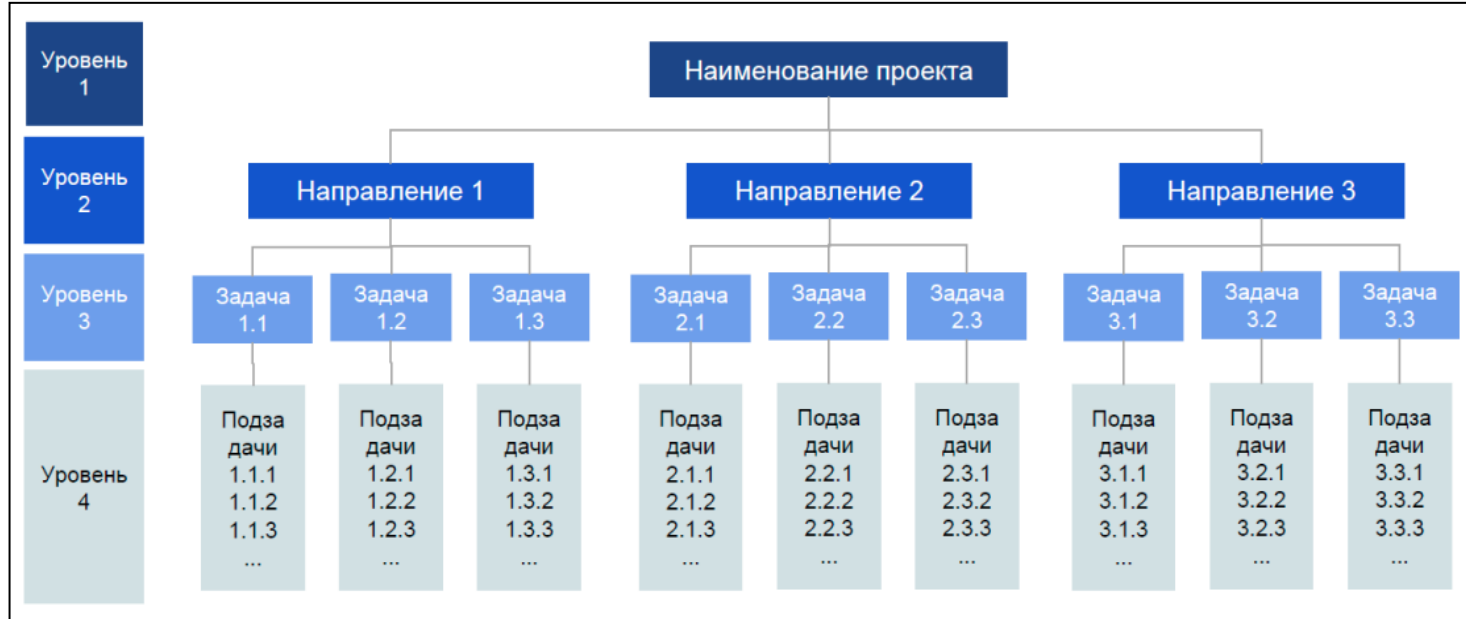 Уровень
1
Наименование проекта
Уровень
2
Направление 1
Направление 2
Направление 3
Уровень
3
Задача
1.1
Задача
1.2
Задача
1.3
Задача
2.1
Задача
2.2
Задача
2.3
Задача
3.1
Задача
3.2
Задача
3.3
Уровень
4
Подза
дачи
1.1.1
1.1.2
1.1.3
...
Подза
дачи
1.2.1
1.2.2
1.2.3
...
Подза
дачи
1.3.1
1.3.2
1.3.3
...
Подза
дачи
2.1.1
2.1.2
2.1.3
...
Подза
дачи
2.2.1
2.2.2
2.2.3
...
Подза
дачи
2.3.1
2.3.2
2.3.3
...
Подза
дачи
3.1.1
3.1.2
3.1.3
...
Подза
дачи
3.2.1
3.2.2
3.2.3
...
Подза
дачи
3.3.1
3.3.2
3.3.3
...